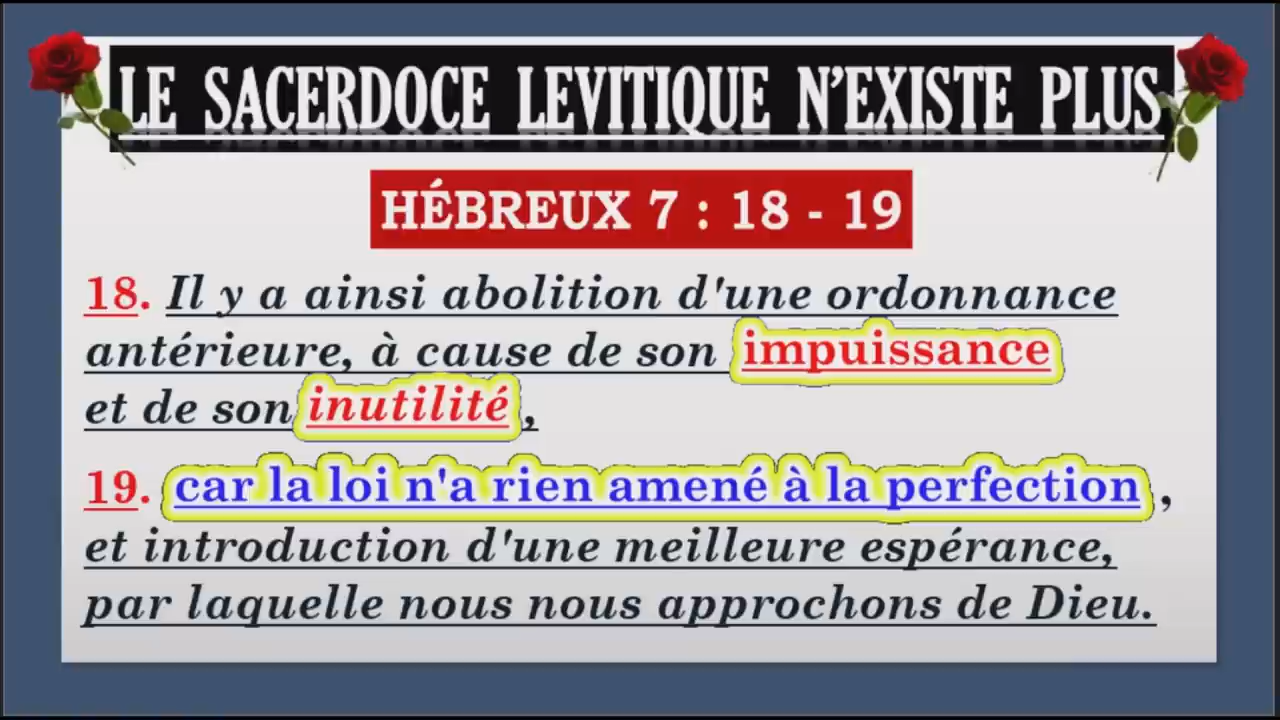 LE SACERDOCE LEVITIQUE N'EXISTE PLUS
HÉBREUX 7 : 18 - 19
18. Il y a ainsi abolition d'une ordonnance
antérieure, à cause de son impuissance
et de son inutilité ,
19. car la loi n'a rien amené à la perfection ,
et introduction d'une meilleure espérance,
par laquelle nous nous approchons de Dieu.